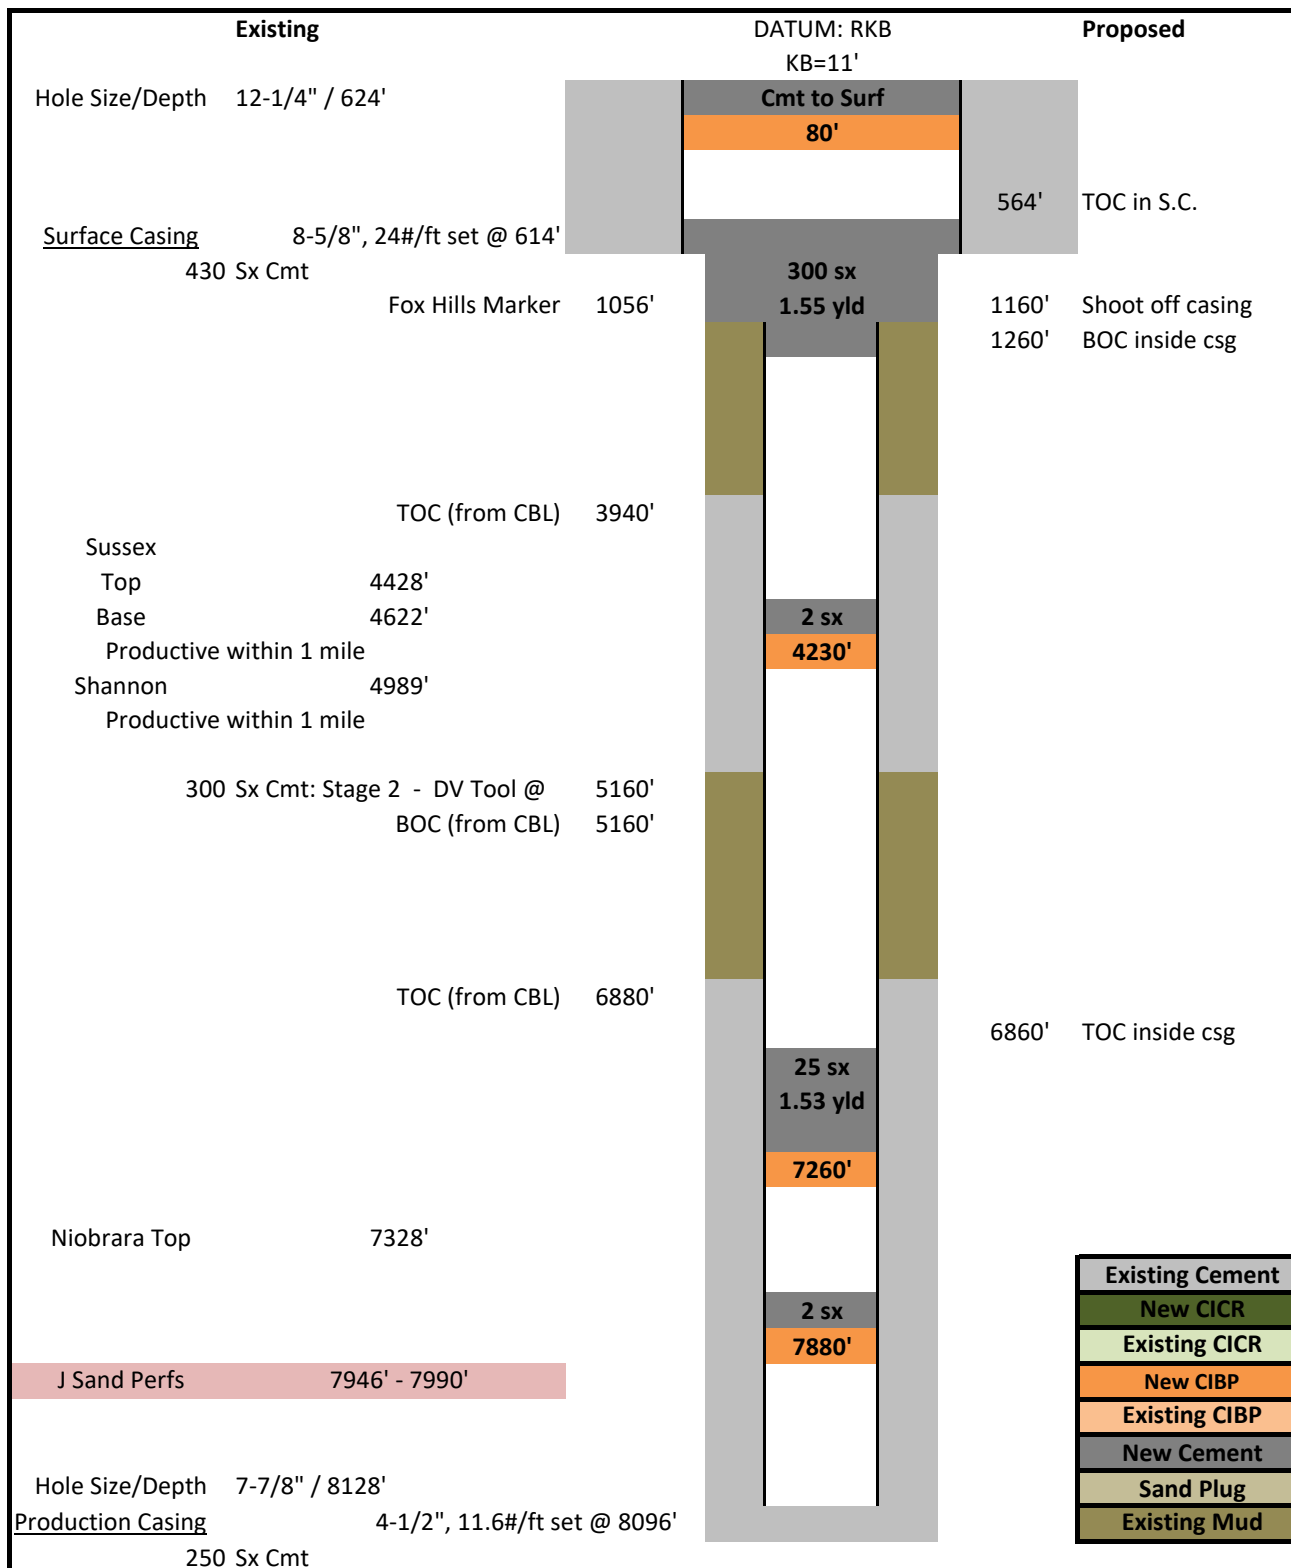 Existing DATUM: RKB Proposed
KB=11'
Hole Size/Depth 12-1/4" / 624' Cmt to Surf
80'
564' TOC in S.C.
Surface Casing 8-5/8", 24#/ft set @ 614'
430 Sx Cmt 300 sx
Fox Hills Marker 1056' 1.55 yld 1160' Shoot off casing
1260' BOC inside csg
TOC (from CBL) 3940'
Sussex
Top 4428'
Base 4622' 2 sx
Productive within 1 mile 4230'
Shannon 4989'
Productive within 1 mile
300 Sx Cmt: Stage 2 - DV Tool @ 5160'
BOC (from CBL) 5160'
TOC (from CBL) 6880'
6860' TOC inside csg
25 sx
1.53 yld
7260'
Niobrara Top 7328'
Existing Cement
2 sx New CICR
7880' Existing CICR
J Sand Perfs 7946' - 7990' New CIBP
Existing CIBP
New Cement
Hole Size/Depth 7-7/8" / 8128' Sand Plug
Production Casing 4-1/2", 11.6#/ft set @ 8096' Existing Mud
250 Sx Cmt